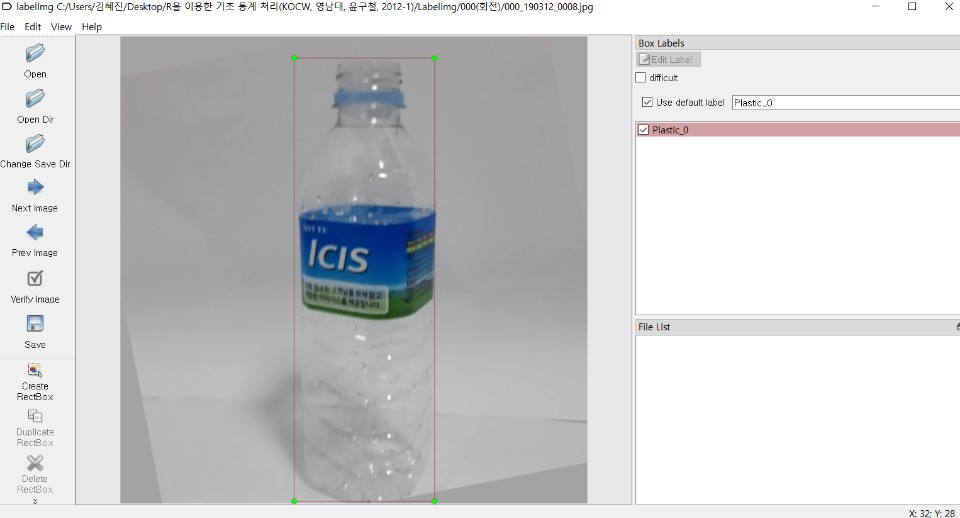 labelImg C:/Users/김혜진/Desktop/R을 이용한 기초 통계 처리(KOCW, 영남대, 윤구철, 2012-1)/Labelimg/000(회전)/000_190312_0008.jpg
File Edit View Help
Open
Open Dir
Change Save Dir
Next Image
Prev Image
Verify Image
Save
Create
RectBox
Duplicate
RectBox
Delete
RectBox
LOTTE
Icis
Box Labels
Edit Label
difficult
Use default label Plastic_0
Plastic_0
File List
X: 32; Y: 28